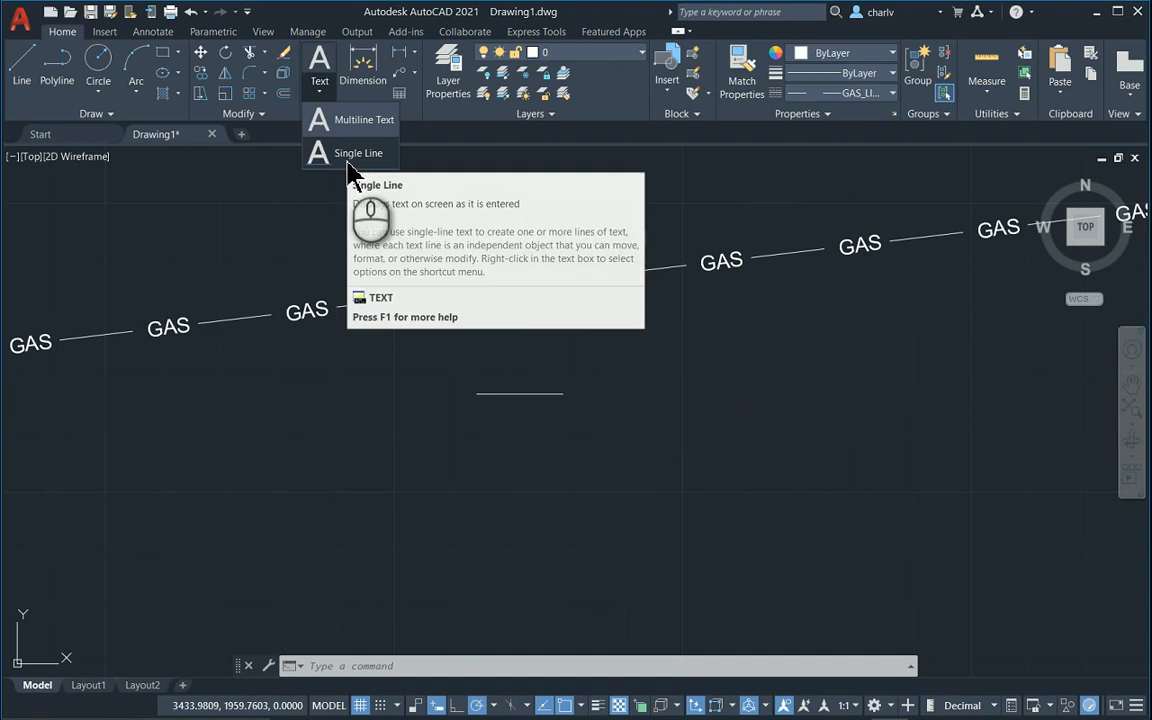 Autodesk AutoCAD 2021 Drawing1.dwg
Type a keyword or phrase
charlv
Home Insert Annotate Parametric View Manage Output Add-ins Collaborate Express Tools Featured Apps
0
ByLayer
ByLayer
GAS_LI...
Line Polyline Circle Arc
Text
Dimension
Layer
Properties
Insert
Match
Properties
Group
Measure
Paste
Base
Draw Modify Layers Block Properties Groups Utilities Clipboard View
Multiline Text
Single Line
Start Drawing1*
[−][Top][2D Wireframe]
text on screen as it is entered
use single-line text to create one or more lines of text,
where each text line is an independent object that you can move,
format, or otherwise modify. Right-click in the text box to select
options on the shortcut menu.
TEXT
Press F1 for more help
GAS GAS GAS GAS GAS GAS
N
W TOP E
S
WCS
Y
X
Type a command
Model Layout1 Layout2
3433.9809, 1959.7603, 0.0000 MODEL 1:1 Decimal